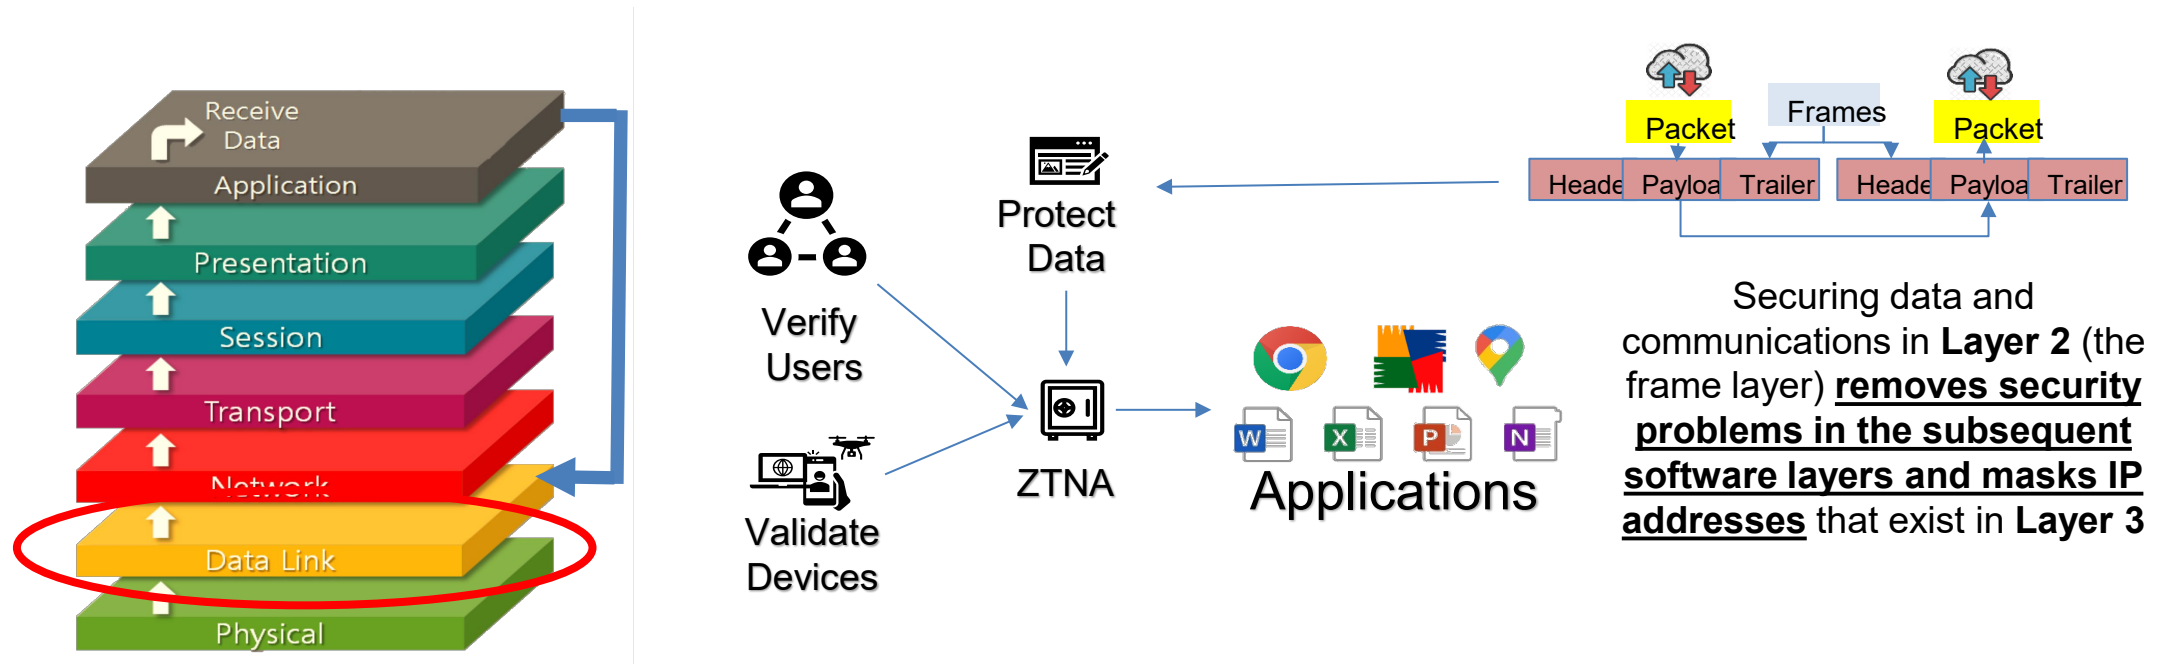 Receive
Data
Application
Presentation
Session
Transport
Network
Data Link
Physical
Verify
Users
Validate
Devices
Protect
Data
ZTNA
W
X
P
N
Applications
Packet
Frames
Packet
Heade
Payloa
Trailer
Heade
Payloa
Trailer
Securing data and
communications in Layer 2 (the
frame layer) removes security
problems in the subsequent
software layers and masks IP
addresses that exist in Layer 3